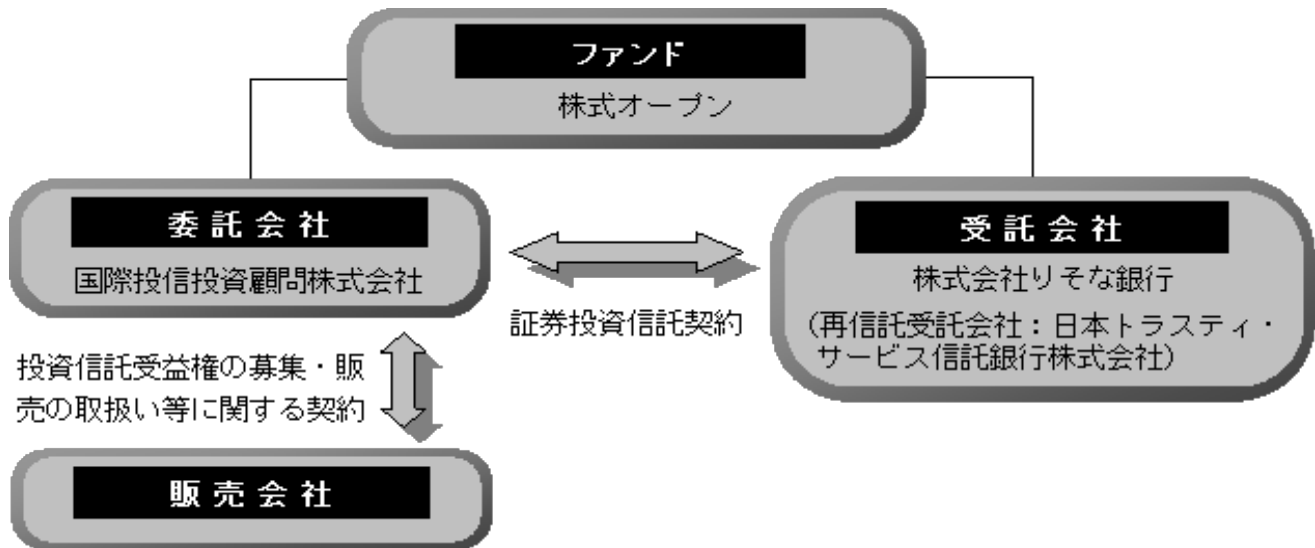 ファンド
株式オープン
委託会社
国際投信投資顧問株式会社
受託会社
株式会社りそな銀行
（再信託受託会社：日本トラスティ・
サービス信託銀行株式会社）
証券投資信託契約
投資信託受益権の募集・販
売の取扱い等に関する契約
販売会社